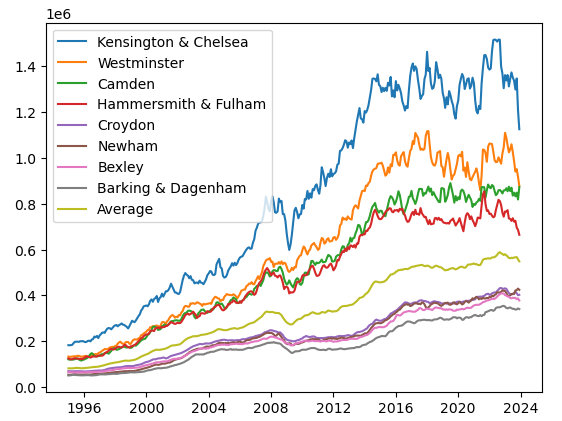 1e6
Kensington & Chelsea
Westminster
Camden
Hammersmith & Fulham
Croydon
Newham
Bexley
Barking & Dagenham
Average
1.4
1.2
1.0
0.8
0.6
0.4
0.2
0.0
1996 2000 2004 2008 2012 2016 2020 2024